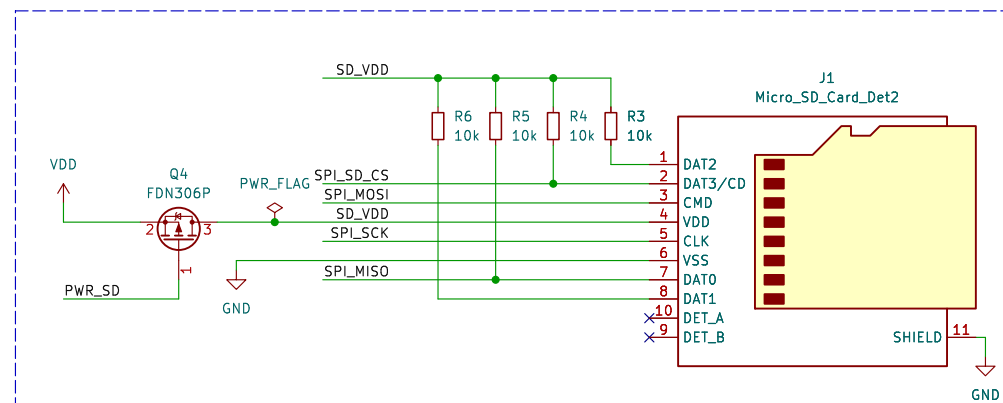 SD_VDD
J1
Micro_SD_Card_Det2
R6
10k
R5
10k
R4
10k
R3
10k
VDD
Q4
FDN306P
2
3
1
PWR_SD
PWR_FLAG
SPI_SD_CS
SPI_MOSI
SD_VDD
SPI_SCK
SPI_MISO
GND
1 DAT2
2 DAT3/CD
3 CMD
4 VDD
5 CLK
6 VSS
7 DAT0
8 DAT1
10 DET_A
9 DET_B
SHIELD 11
GND